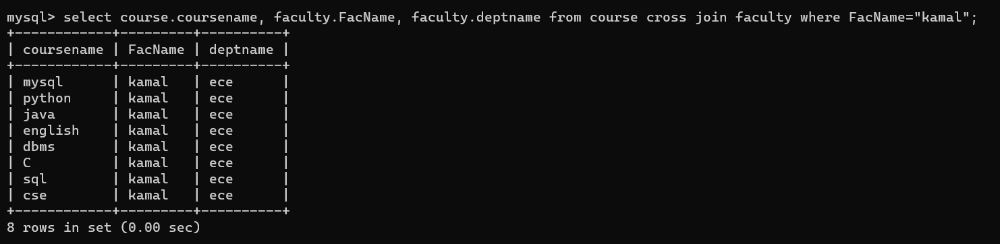 mysql> select course.coursename, faculty.FacName, faculty.deptname from course cross join faculty where FacName="kamal";
+------------+---------+----------+
| coursename | FacName | deptname |
+------------+---------+----------+
| mysql      | kamal   | ece      |
| python     | kamal   | ece      |
| java       | kamal   | ece      |
| english    | kamal   | ece      |
| dbms       | kamal   | ece      |
| C          | kamal   | ece      |
| sql        | kamal   | ece      |
| cse        | kamal   | ece      |
+------------+---------+----------+
8 rows in set (0.00 sec)